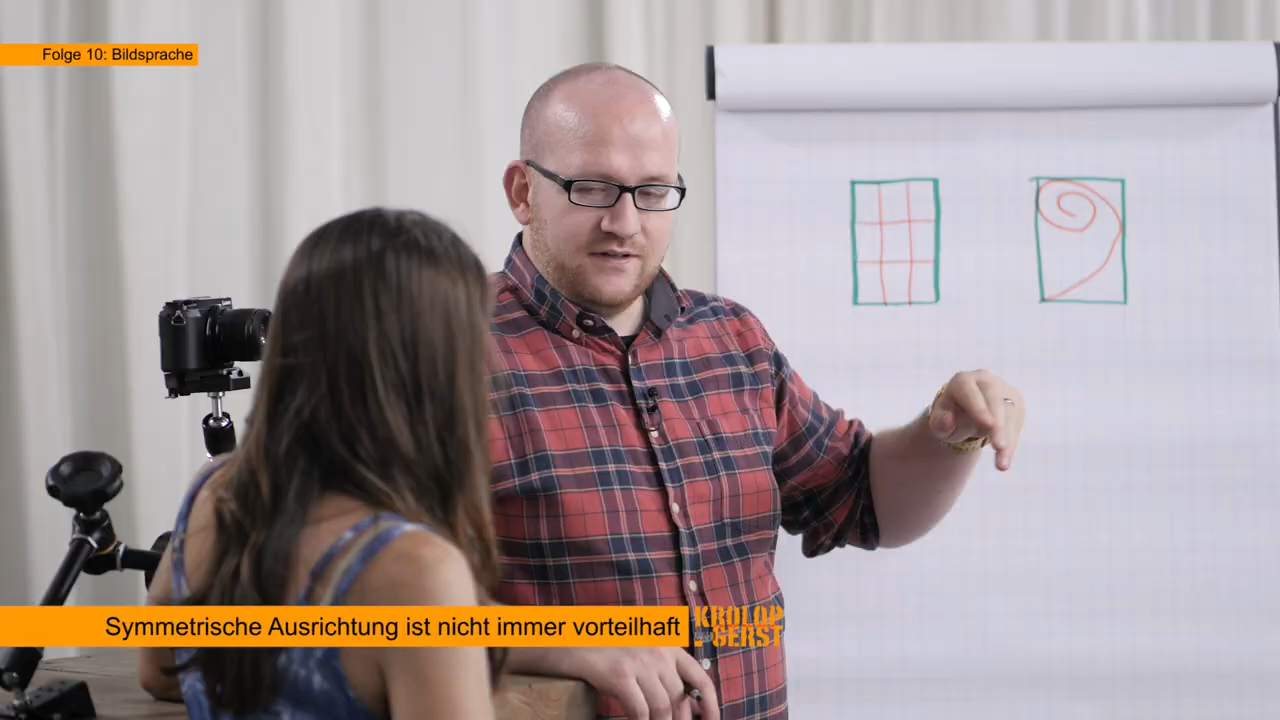 Folge 10: Bildsprache
Symmetrische Ausrichtung ist nicht immer vorteilhaft
KROLOP
GERST